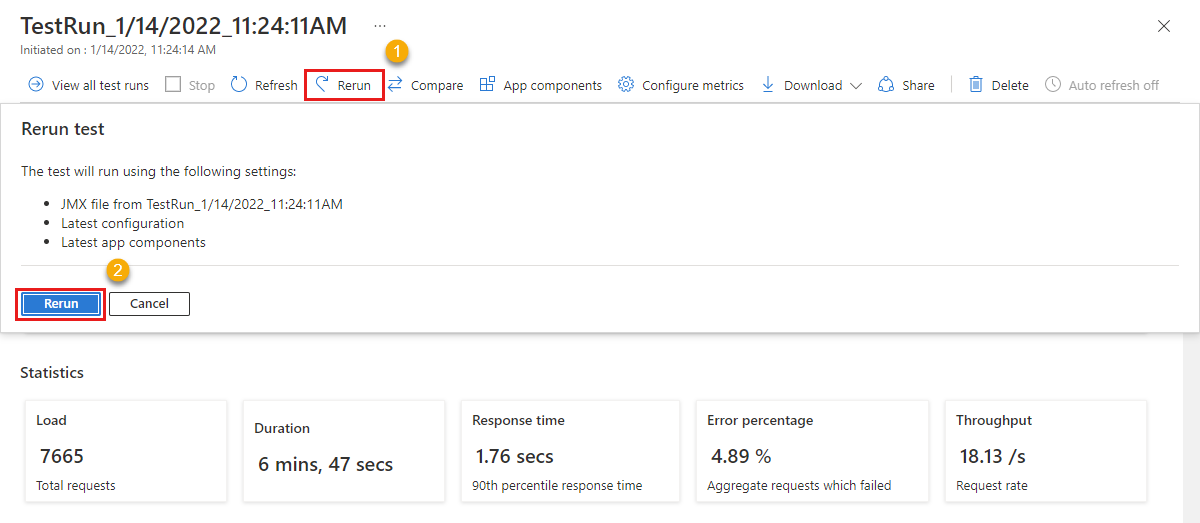 TestRun_1/14/2022_11:24:11AM ...
Initiated on : 1/14/2022, 11:24:14 AM
1
View all test runs Stop Refresh Rerun Compare App components Configure metrics Download Share Delete Auto refresh off
Rerun test
The test will run using the following settings:
• JMX file from TestRun_1/14/2022_11:24:11AM
• Latest configuration
• Latest app components
2
Rerun Cancel
Statistics
Load
7665
Total requests
Duration
6 mins, 47 secs
Response time
1.76 secs
90th percentile response time
Error percentage
4.89 %
Aggregate requests which failed
Throughput
18.13 /s
Request rate